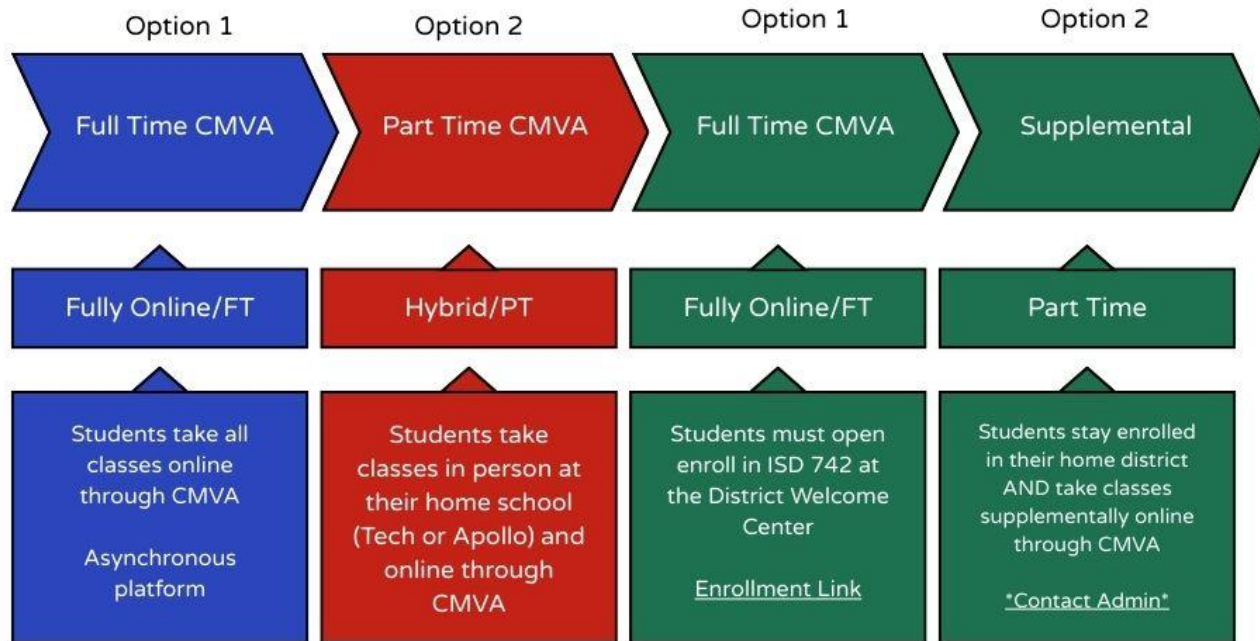 Option 1
Option 2
Option 1
Option 2
Full Time CMVA
Part Time CMVA
Full Time CMVA
Supplemental
Fully Online/FT
Hybrid/PT
Fully Online/FT
Part Time
Students take all
classes online
through CMVA
Asynchronous
platform
Students take
classes in person at
their home school
(Tech or Apollo) and
online through
CMVA
Students must open
enroll in ISD 742 at
the District Welcome
Center
Enrollment Link
Students stay enrolled
in their home district
AND take classes
supplementally online
through CMVA
*Contact Admin*